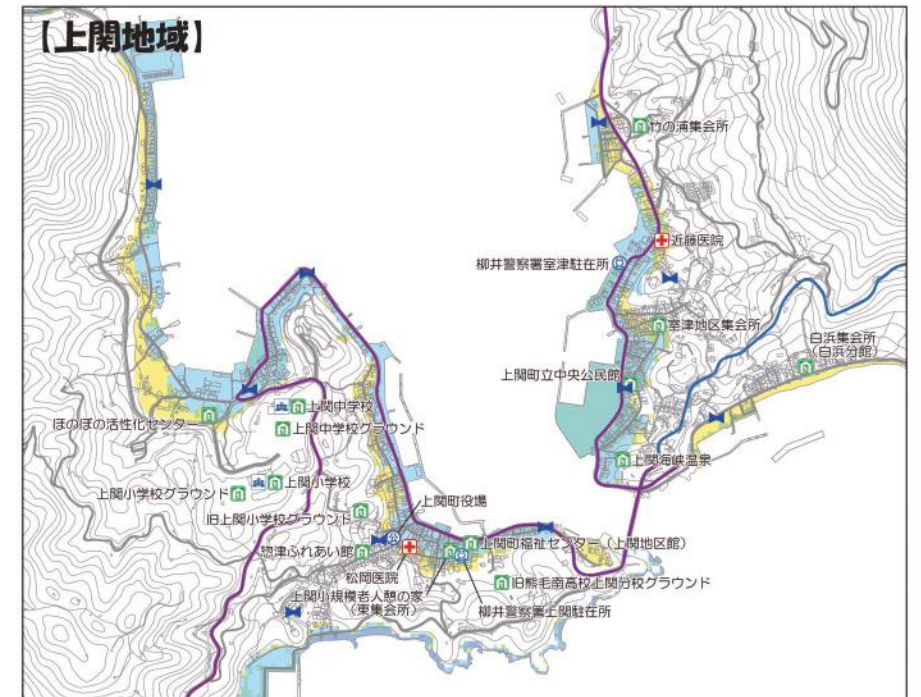 【上関地域】
竹の浦集会所
近藤医院
柳井警察署室津駐在所
室津地区集会所
白浜集会所
(白浜分館)
上関町立中央公民館
上関中学校
ほのぼの活性化センター
上関中学校グラウンド
上関海峡温泉
上関小学校
上関小学校グラウンド
上関町役場
旧上関小学校グラウンド
上関町福祉センター(上関地区館)
惣津ふれあい館
松岡医院
旧熊毛南高校上関分校グラウンド
上関小規模老人憩の家
(東集会所)
柳井警察署上関駐在所